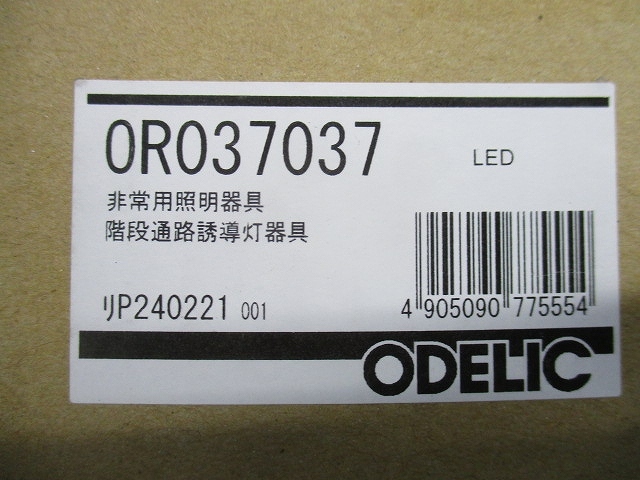 OR037037
LED
非常用照明器具
階段通路誘導灯器具
リP240221 001
4 905090 775554
ODELIC